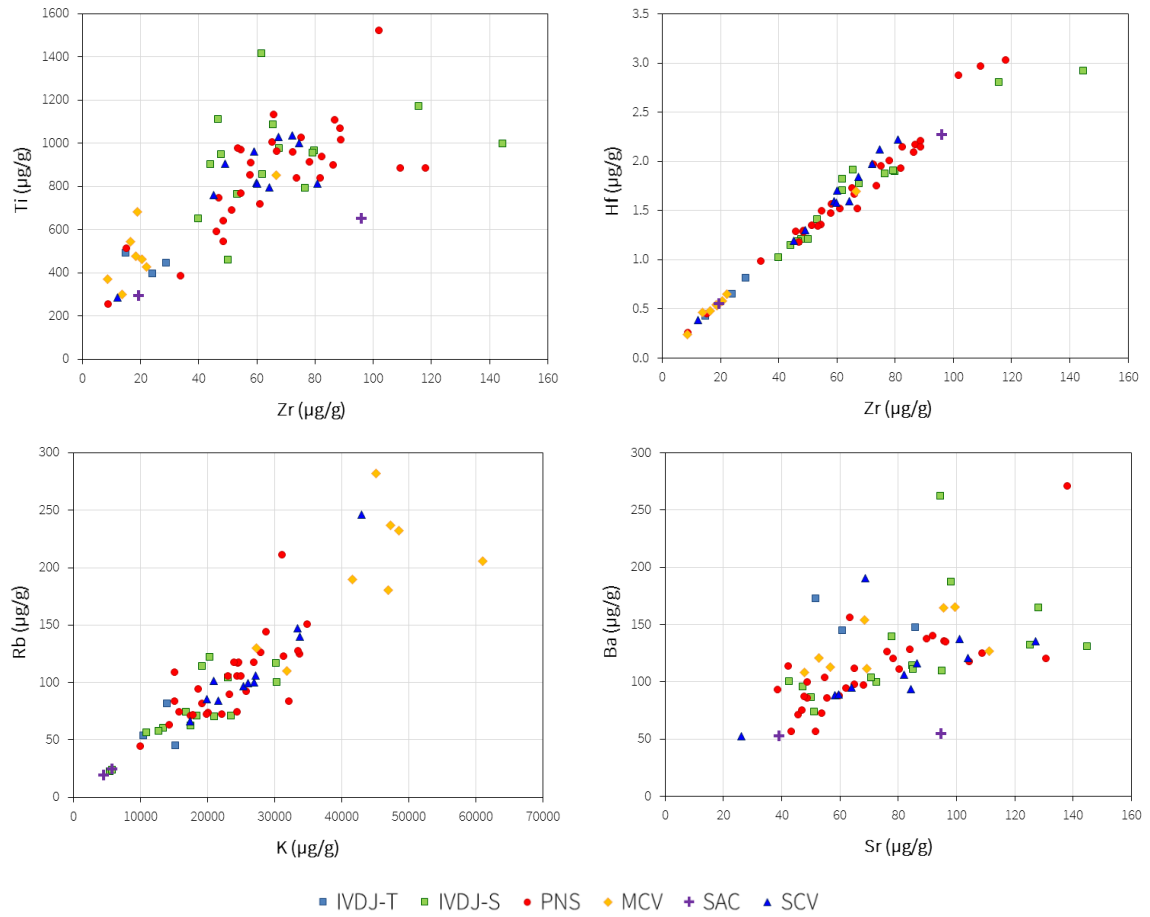 1600
1400
1200
1000
800
600
400
200
0
Ti (µg/g)
0 20 40 60 80 100 120 140 160
Zr (µg/g)
3.5
3.0
2.5
2.0
1.5
1.0
0.5
0.0
Hf (µg/g)
0 20 40 60 80 100 120 140 160
Zr (µg/g)
300
250
200
150
100
50
0
Rb (µg/g)
0 10000 20000 30000 40000 50000 60000 70000
K (µg/g)
300
250
200
150
100
50
0
Ba (µg/g)
0 20 40 60 80 100 120 140 160
Sr (µg/g)
IVDJ-T IVDJ-S PNS MCV SAC SCV